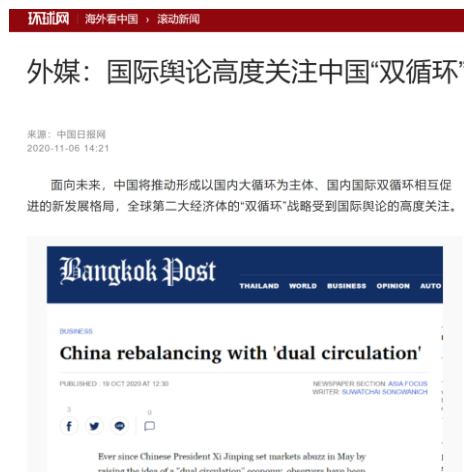 环球网 海外看中国 › 滚动新闻
外媒：国际舆论高度关注中国“双循环”
来源：中国日报网
2020-11-06 14:21
面向未来，中国将推动形成以国内大循环为主体、国内国际双循环相互促
进的新发展格局，全球第二大经济体的“双循环”战略受到国际舆论的高度关注。
Bangkok Post
THAILAND WORLD BUSINESS OPINION AUTO
BUSINESS
China rebalancing with 'dual circulation'
PUBLISHED : 19 OCT 2020 AT 12:30
NEWSPAPER SECTION: ASIA FOCUS
WRITER: SUWATCHAI SONGWANICH
3 0
Ever since Chinese President Xi Jinping set markets abuzz in May by
raising the idea of a "dual circulation" economy, observers have been